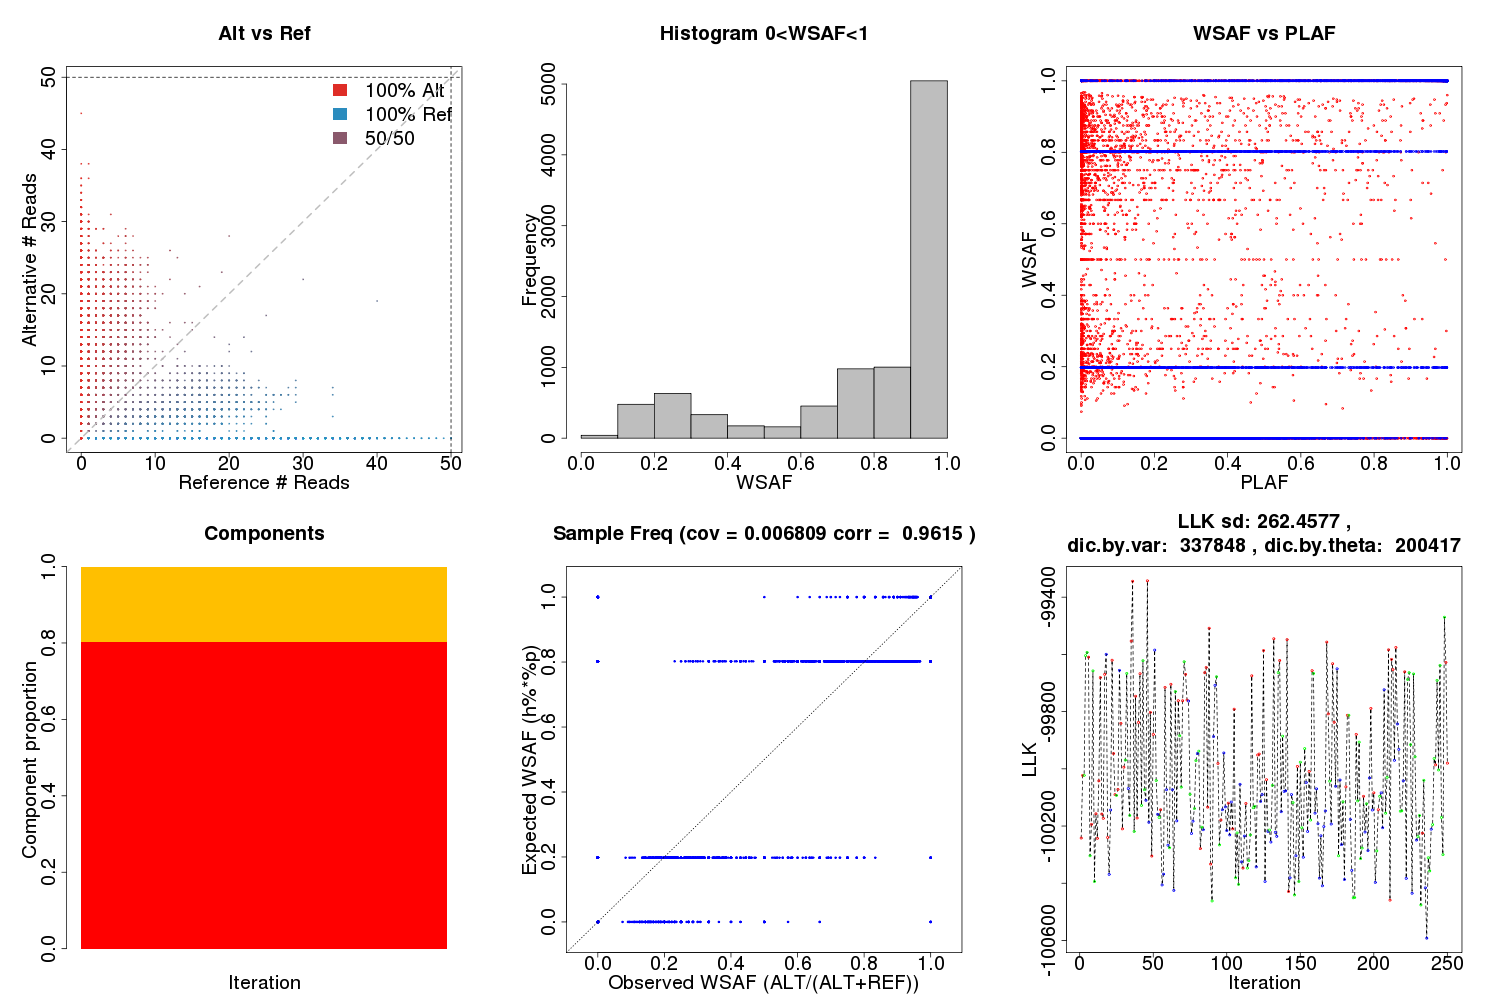 Alt vs Ref
50
40
30
20
10
0
Alternative # Reads
100% Alt
100% Ref
50/50
0 10 20 30 40 50
Reference # Reads
Histogram 0<WSAF<1
5000
4000
3000
2000
1000
0
Frequency
0.0 0.2 0.4 0.6 0.8 1.0
WSAF
WSAF vs PLAF
1.0
0.8
0.6
0.4
0.2
0.0
WSAF
0.0 0.2 0.4 0.6 0.8 1.0
PLAF
Components
1.0
0.8
0.6
0.4
0.2
0.0
Component proportion
Iteration
Sample Freq (cov = 0.006809 corr = 0.9615 )
1.0
0.8
0.6
0.4
0.2
0.0
Expected WSAF (h%*%p)
0.0 0.2 0.4 0.6 0.8 1.0
Observed WSAF (ALT/(ALT+REF))
LLK sd: 262.4577 ,
dic.by.var: 337848 , dic.by.theta: 200417
-99400
-99800
-100200
-100600
LLK
0 50 100 150 200 250
Iteration